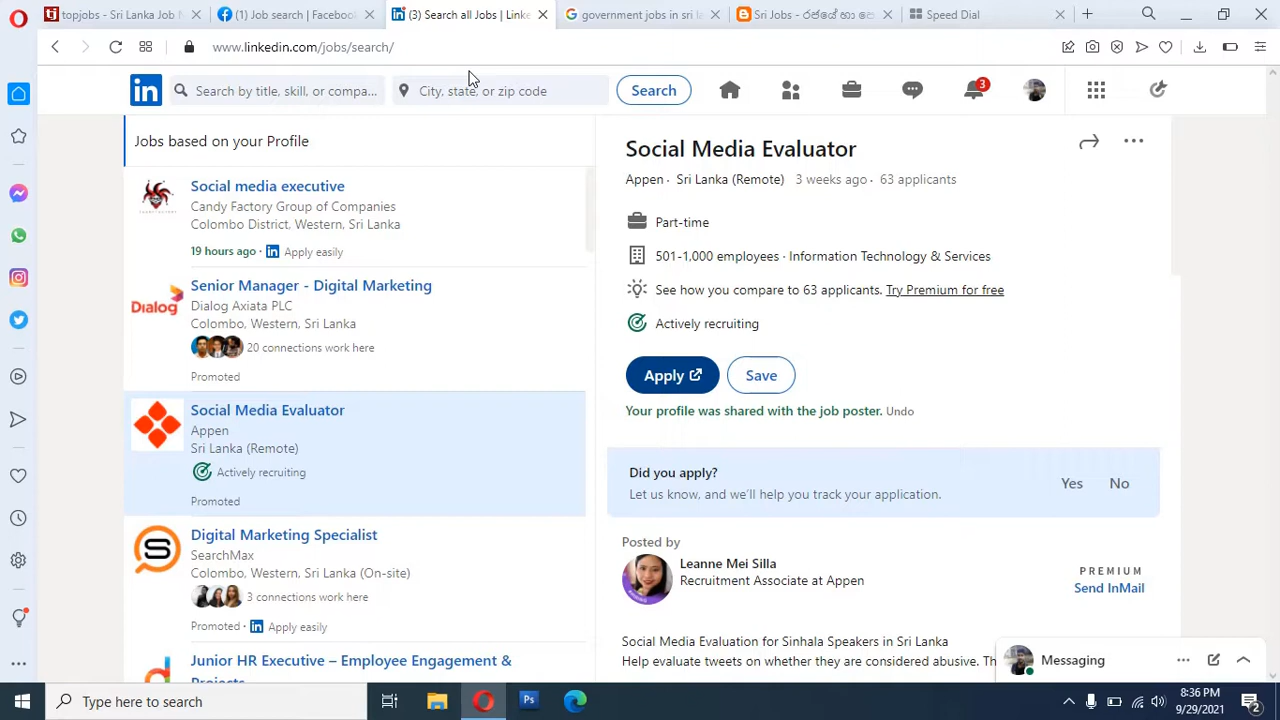 topjobs - Sri Lanka Job N
(1) Job search | Facebook
(3) Search all Jobs | Linke
government jobs in sri la
Sri Jobs - රජයේ හා
Speed Dial
www.linkedin.com/jobs/search/
in
Search by title, skill, or compa...
City, state, or zip code
Search
3
Jobs based on your Profile
Social media executive
Candy Factory Group of Companies
Colombo District, Western, Sri Lanka
19 hours ago · Apply easily
Senior Manager - Digital Marketing
Dialog
Dialog Axiata PLC
Colombo, Western, Sri Lanka
20 connections work here
Promoted
Social Media Evaluator
Appen
Sri Lanka (Remote)
Actively recruiting
Promoted
Digital Marketing Specialist
SearchMax
Colombo, Western, Sri Lanka (On-site)
3 connections work here
Promoted · Apply easily
Junior HR Executive – Employee Engagement &
Projects
Social Media Evaluator
Appen · Sri Lanka (Remote) 3 weeks ago · 63 applicants
Part-time
501-1,000 employees · Information Technology & Services
See how you compare to 63 applicants. Try Premium for free
Actively recruiting
Apply
Save
Your profile was shared with the job poster. Undo
Did you apply?
Let us know, and we'll help you track your application.
Yes No
Posted by
Leanne Mei Silla
Recruitment Associate at Appen
PREMIUM
Send InMail
Social Media Evaluation for Sinhala Speakers in Sri Lanka
Help evaluate tweets on whether they are considered abusive.
Messaging
Type here to search
Ps
8:36 PM
9/29/2021
2